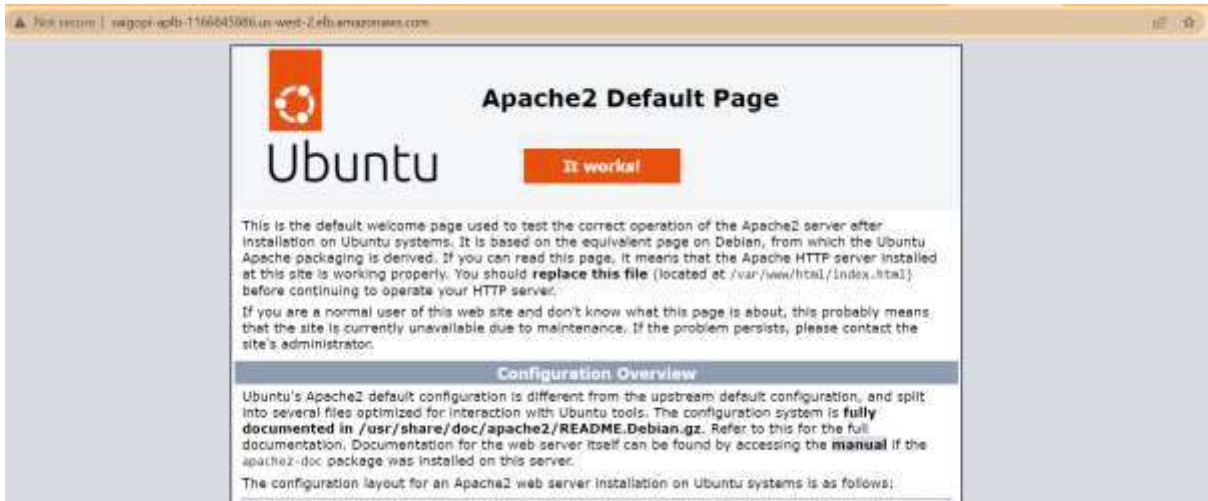 Not secure | saigopi-aplb-1166845986.us-west-2.elb.amazonaws.com
Apache2 Default Page
Ubuntu
It works!
This is the default welcome page used to test the correct operation of the Apache2 server after
installation on Ubuntu systems. It is based on the equivalent page on Debian, from which the Ubuntu
Apache packaging is derived. If you can read this page, it means that the Apache HTTP server installed
at this site is working properly. You should replace this file (located at /var/www/html/index.html)
before continuing to operate your HTTP server.
If you are a normal user of this web site and don't know what this page is about, this probably means
that the site is currently unavailable due to maintenance. If the problem persists, please contact the
site's administrator.
Configuration Overview
Ubuntu's Apache2 default configuration is different from the upstream default configuration, and split
into several files optimized for interaction with Ubuntu tools. The configuration system is fully
documented in /usr/share/doc/apache2/README.Debian.gz. Refer to this for the full
documentation. Documentation for the web server itself can be found by accessing the manual if the
apache2-doc package was installed on this server.
The configuration layout for an Apache2 web server installation on Ubuntu systems is as follows: